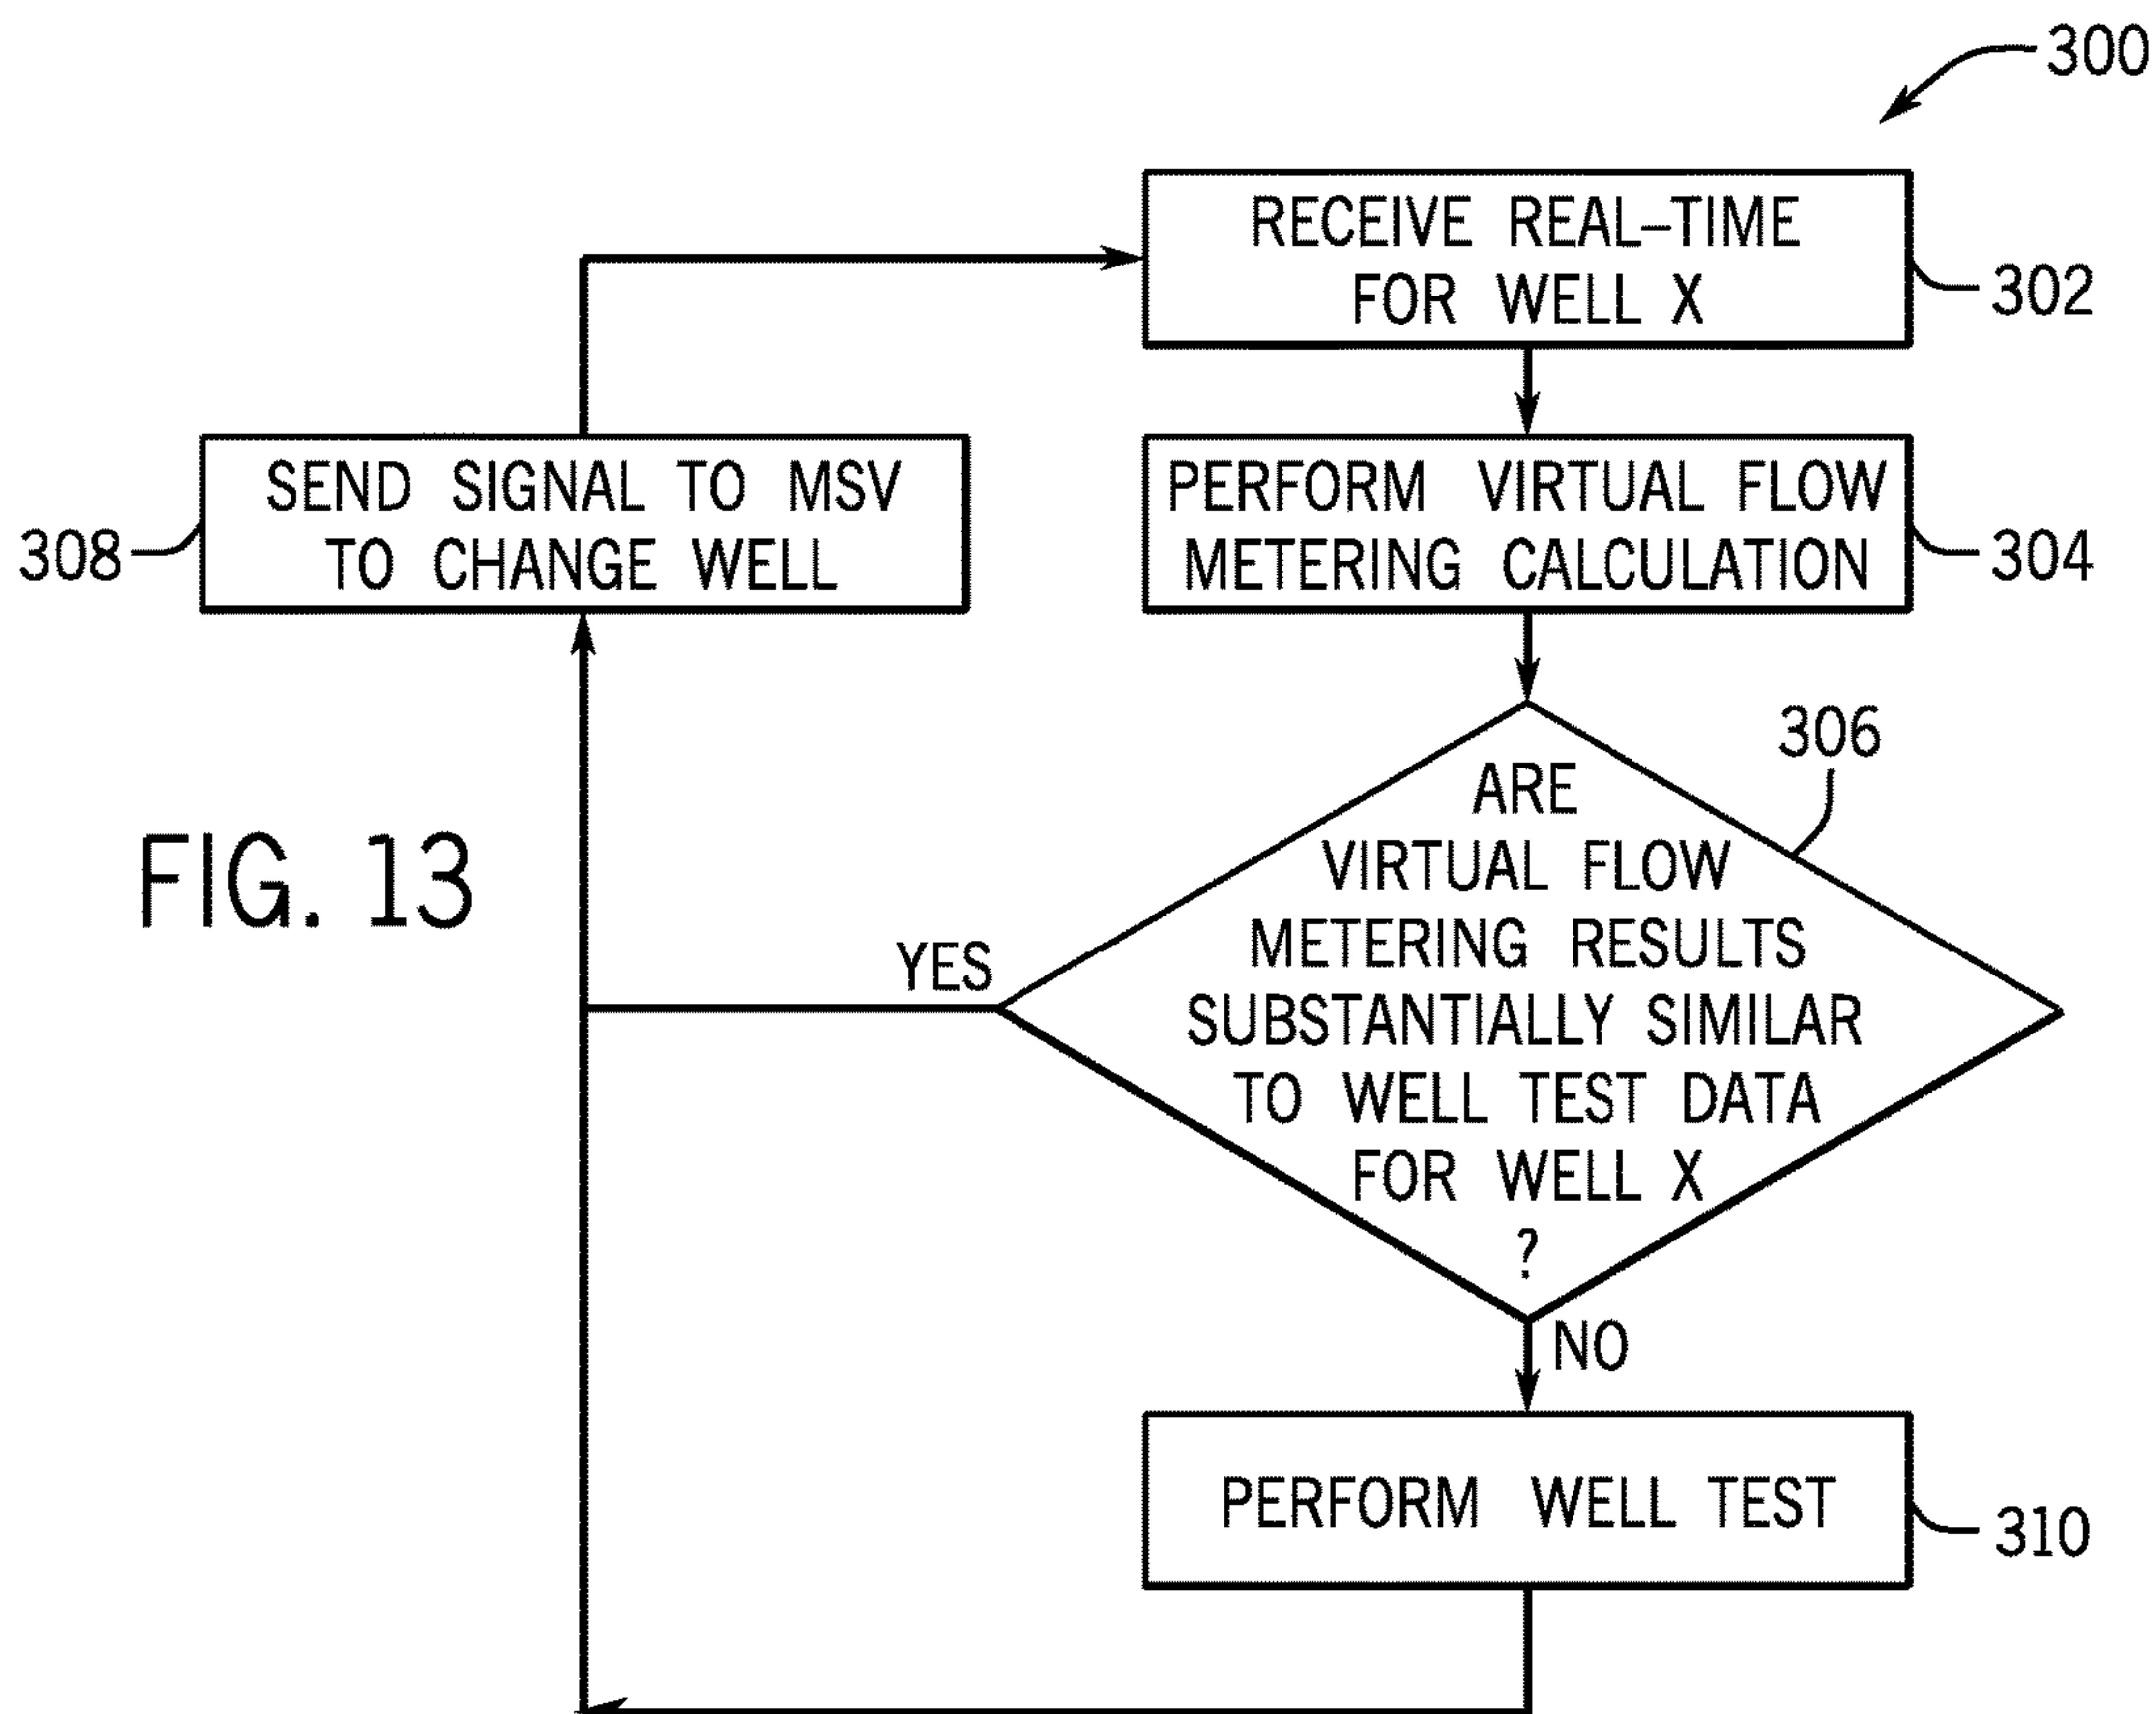 300
RECEIVE REAL-TIME
FOR WELL X
302
SEND SIGNAL TO MSV
TO CHANGE WELL
308
PERFORM VIRTUAL FLOW
METERING CALCULATION
304
306
ARE
VIRTUAL FLOW
METERING RESULTS
SUBSTANTIALLY SIMILAR
TO WELL TEST DATA
FOR WELL X
?
FIG. 13
YES
NO
PERFORM WELL TEST
310